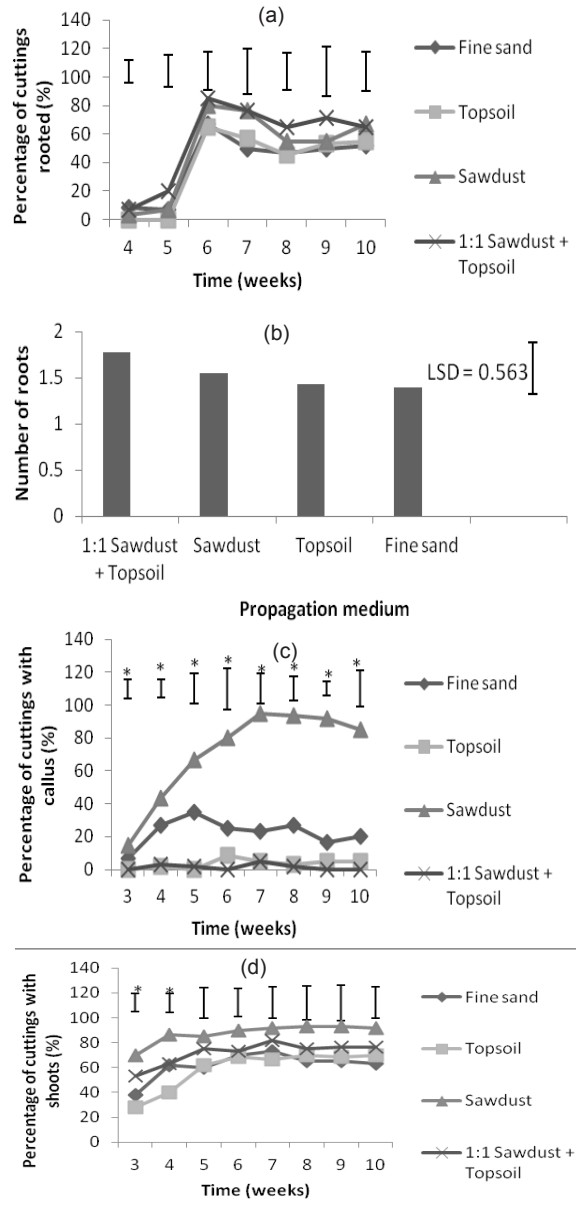 (a)
Percentage of cuttings
rooted (%)
140
120
100
80
60
40
20
0
4 5 6 7 8 9 10
Time (weeks)
Fine sand
Topsoil
Sawdust
1:1 Sawdust +
Topsoil
(b)
Number of roots
2
1.5
1
0.5
0
LSD = 0.563
1:1 Sawdust
+ Topsoil
Sawdust
Topsoil
Fine sand
Propagation medium
(c)
Percentage of cuttings with
callus (%)
140
120
100
80
60
40
20
0
* * * * * * * *
3 4 5 6 7 8 9 10
Time (weeks)
Fine sand
Topsoil
Sawdust
1:1 Sawdust +
Topsoil
(d)
Percentage of cuttings with
shoots (%)
140
120
100
80
60
40
20
0
* *
3 4 5 6 7 8 9 10
Time (weeks)
Fine sand
Topsoil
Sawdust
1:1 Sawdust +
Topsoil